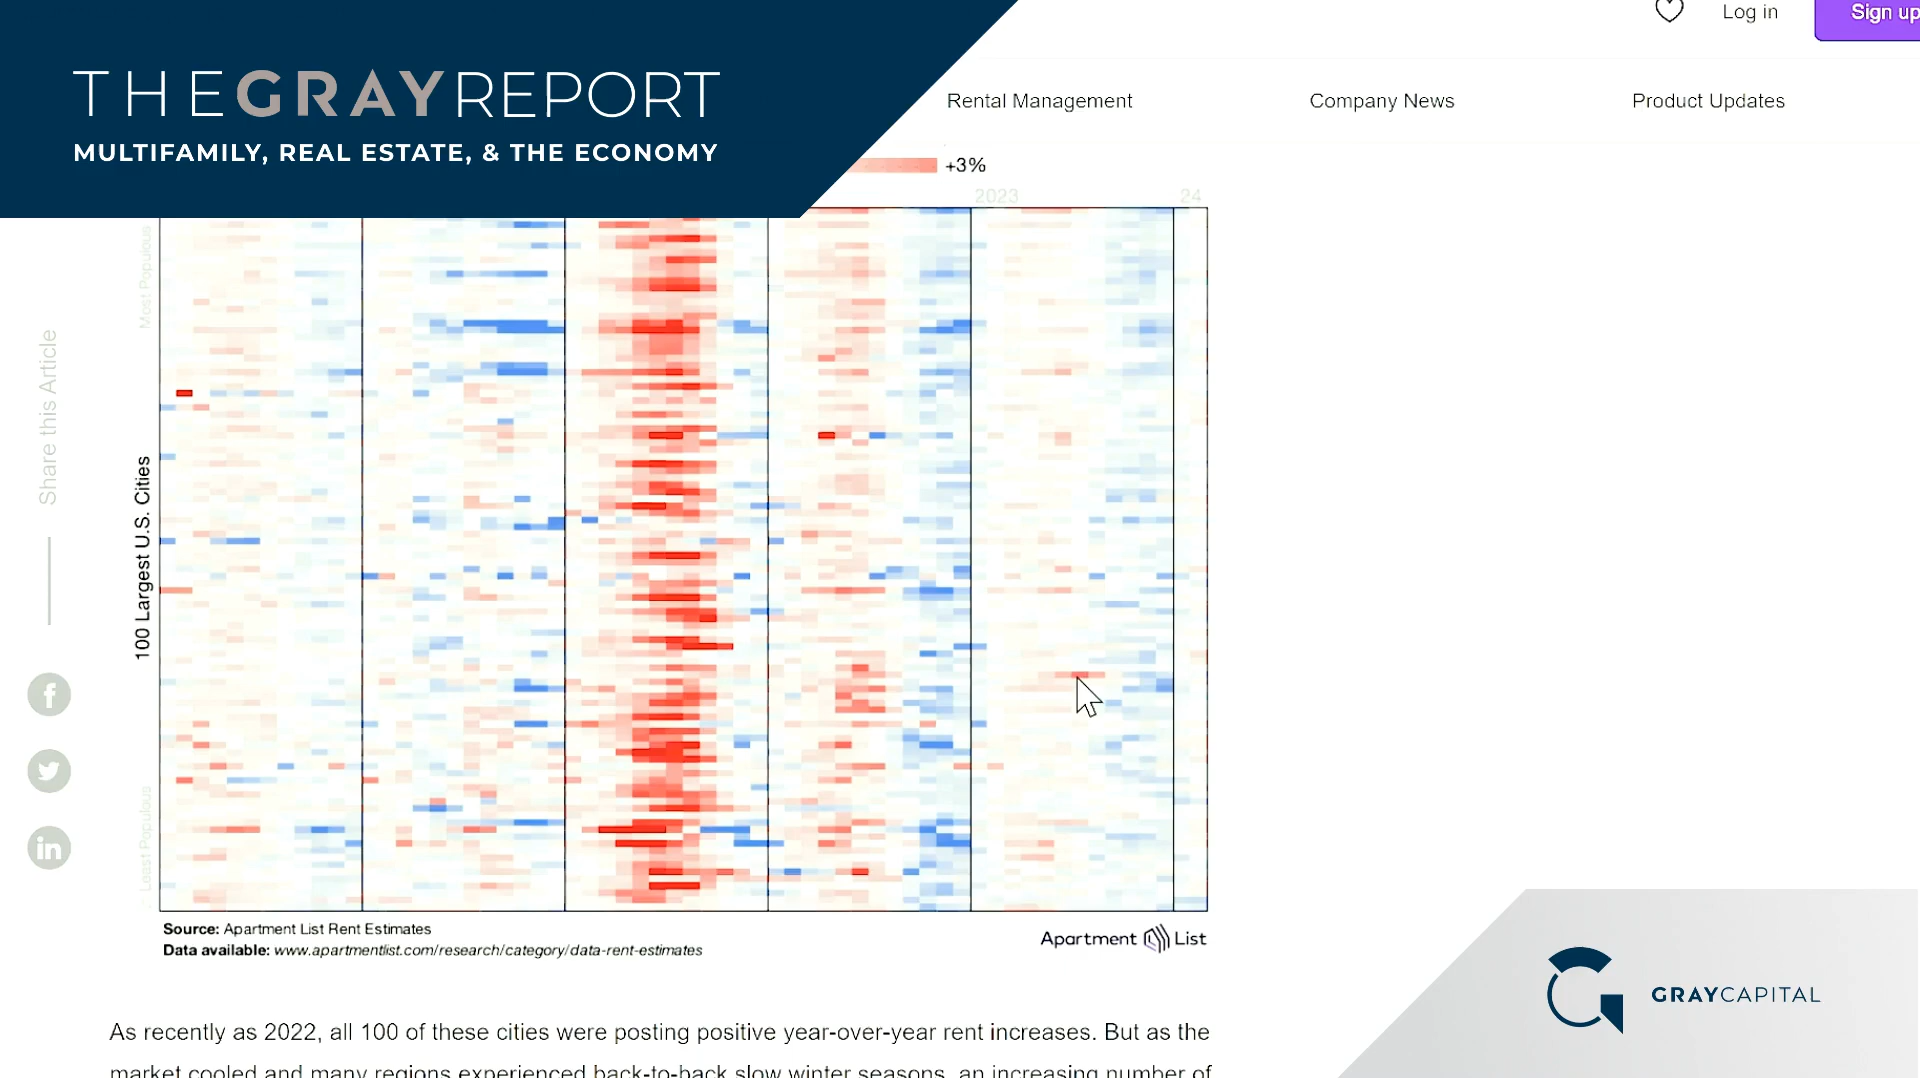 THEGRAYREPORT
MULTIFAMILY, REAL ESTATE, & THE ECONOMY
Log in
Sign up
Rental Management
Company News
Product Updates
+3%
2023
24
Most Populous
100 Largest U.S. Cities
Least Populous
Share this Article
Source: Apartment List Rent Estimates
Data available: www.apartmentlist.com/research/category/data-rent-estimates
Apartment List
GRAYCAPITAL
As recently as 2022, all 100 of these cities were posting positive year-over-year rent increases. But as the
market cooled and many regions experienced back-to-back slow winter seasons, an increasing number of